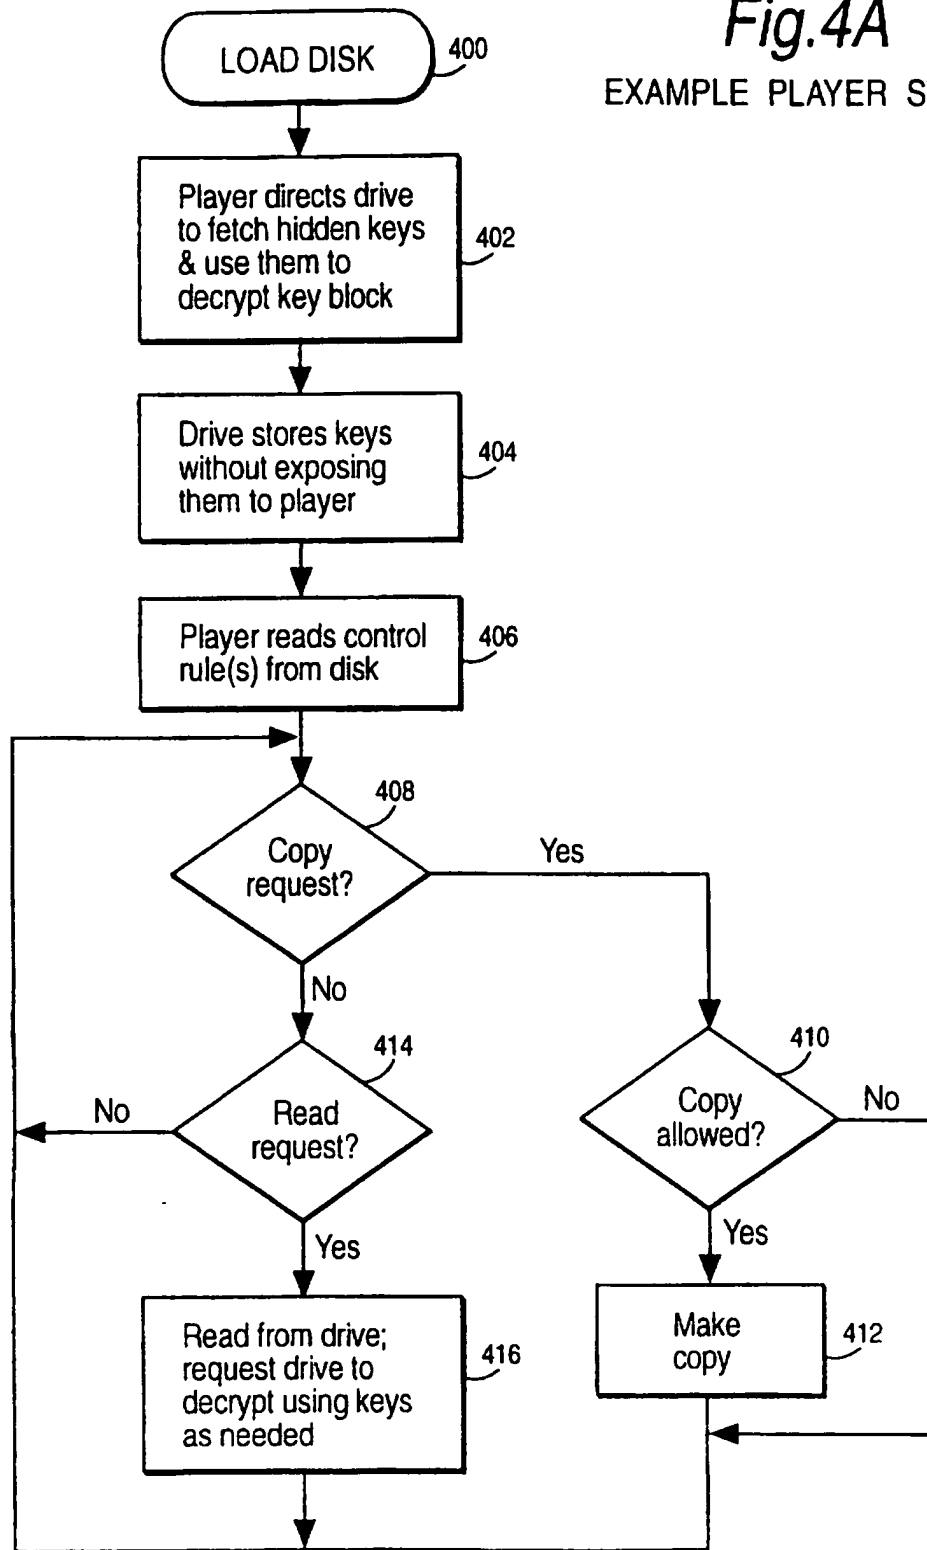 Fig.4A
EXAMPLE PLAYER S
LOAD DISK
400
Player directs drive
to fetch hidden keys
& use them to
decrypt key block
402
Drive stores keys
without exposing
them to player
404
Player reads control
rule(s) from disk
406
408
Copy
request?
Yes
No
414
Read
request?
No
Yes
410
Copy
allowed?
No
Yes
Read from drive;
request drive to
decrypt using keys
as needed
416
Make
copy
412